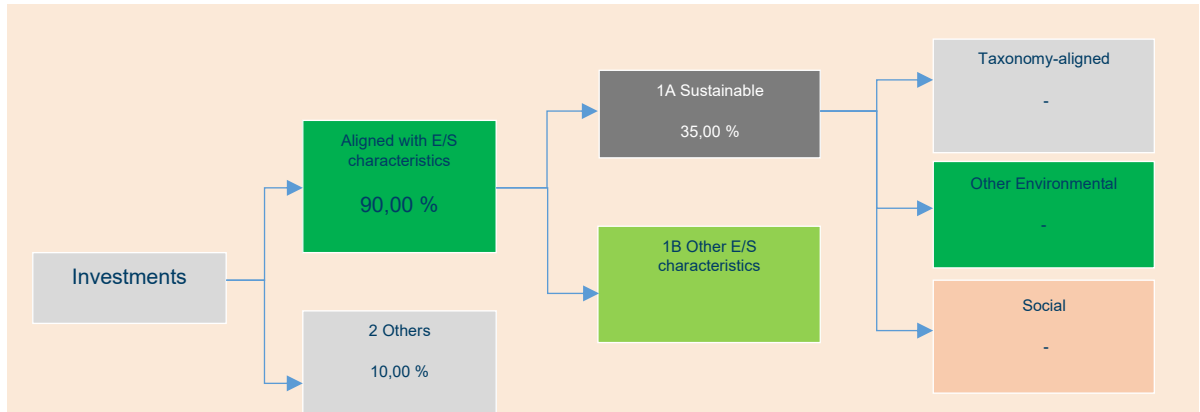 Investments
Aligned with E/S
characteristics
90,00 %
2 Others
10,00 %
1A Sustainable
35,00 %
1B Other E/S
characteristics
Taxonomy-aligned
-
Other Environmental
-
Social
-